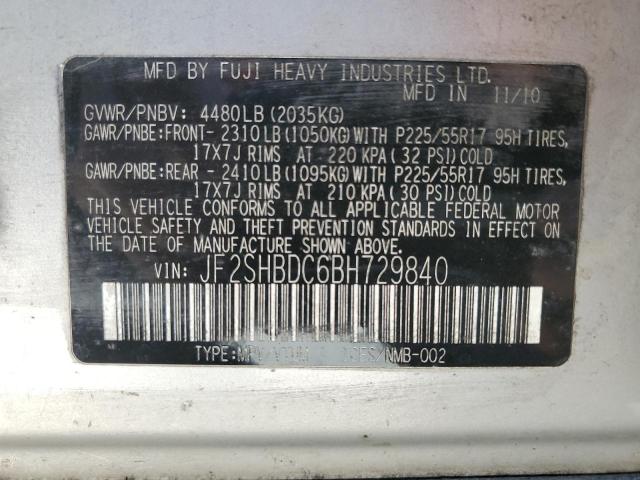 MFD BY FUJI HEAVY INDUSTRIES LTD.
MFD IN 11/10
GVWR/PNBV: 4480LB(2035KG)
GAWR/PNBE:FRONT- 2310LB(1050KG)WITH P225/55R17 95H TIRES,
17X7J RIMS AT 220 KPA( 32 PSI)COLD
GAWR/PNBE:REAR - 2410LB(1095KG)WITH P225/55R17 95H TIRES,
17X7J RIMS AT 210 KPA( 30 PSI)COLD
THIS VEHICLE CONFORMS TO ALL APPLICABLE FEDERAL MOTOR
VEHICLE SAFETY AND THEFT PREVENTION STANDARDS IN EFFECT ON
THE DATE OF MANUFACTURE SHOWN ABOVE.
VIN: JF2SHBDC6BH729840
TYPE: NMB-002